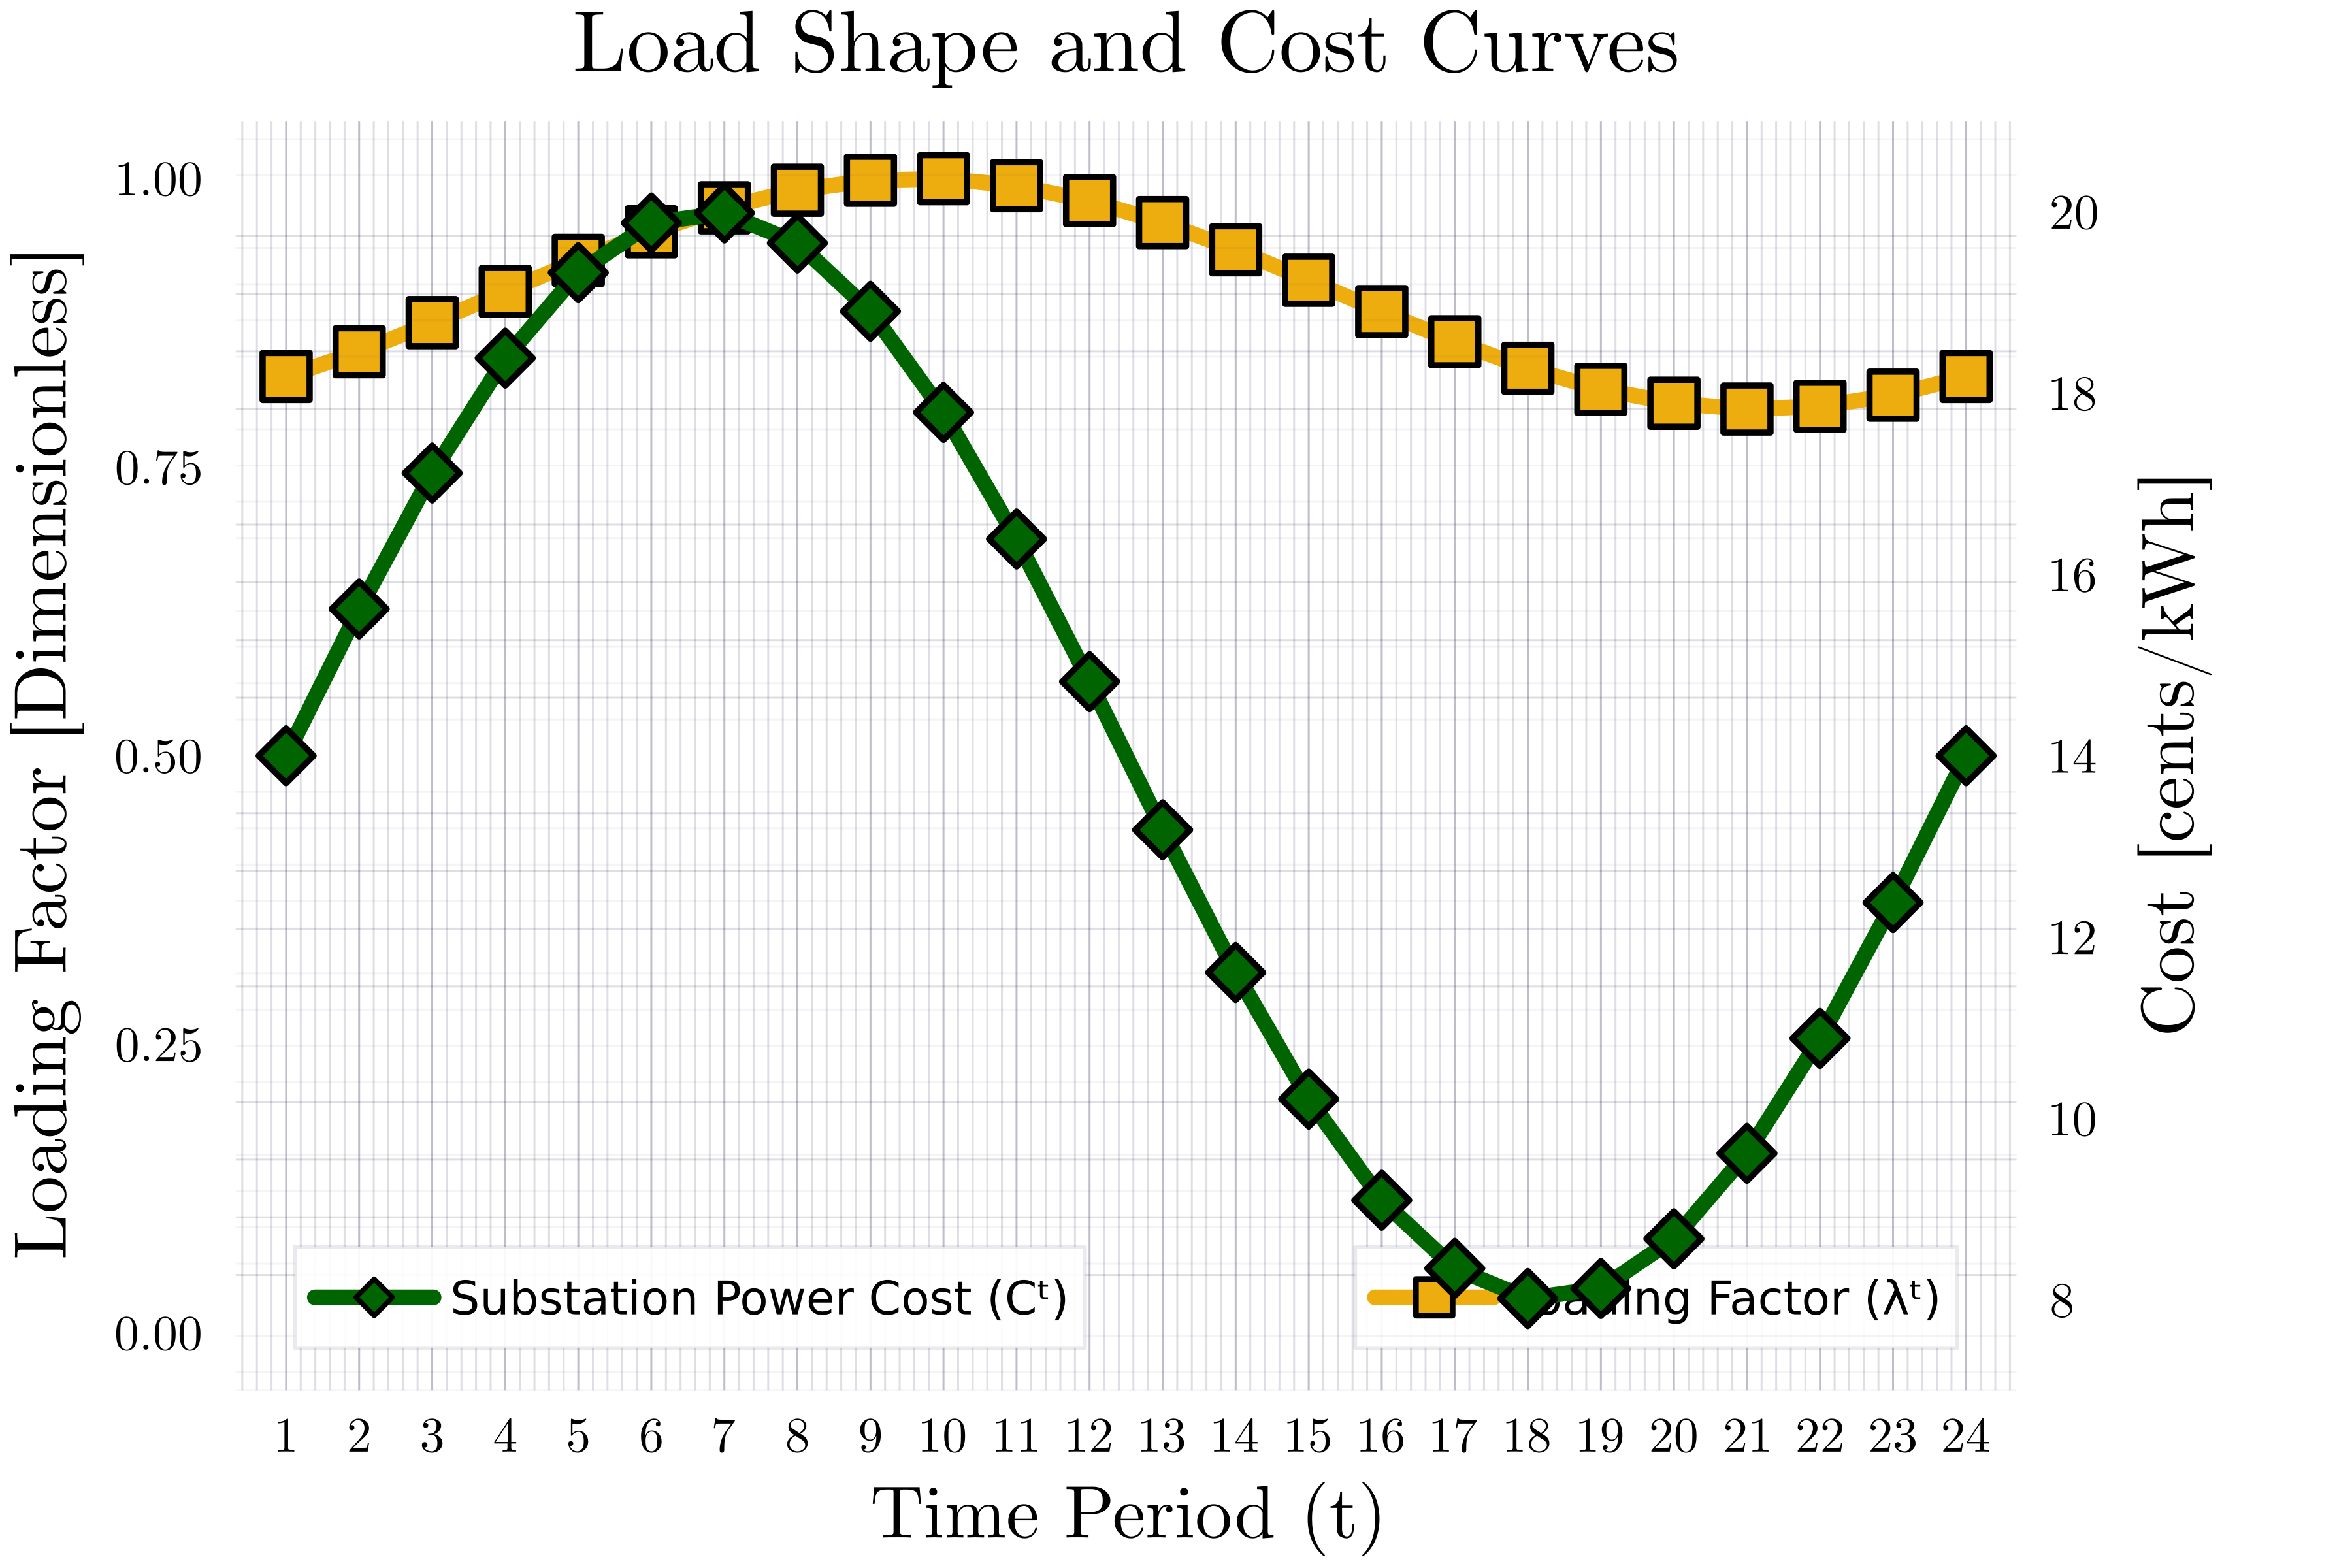 Load Shape and Cost Curves
Loading Factor [Dimensionless]
1.00
0.75
0.50
0.25
0.00
20
18
16
14
12
10
8
Cost [cents/kWh]
Substation Power Cost (Cᵗ)
Factor (λᵗ)
1 2 3 4 5 6 7 8 9 10 11 12 13 14 15 16 17 18 19 20 21 22 23 24
Time Period (t)